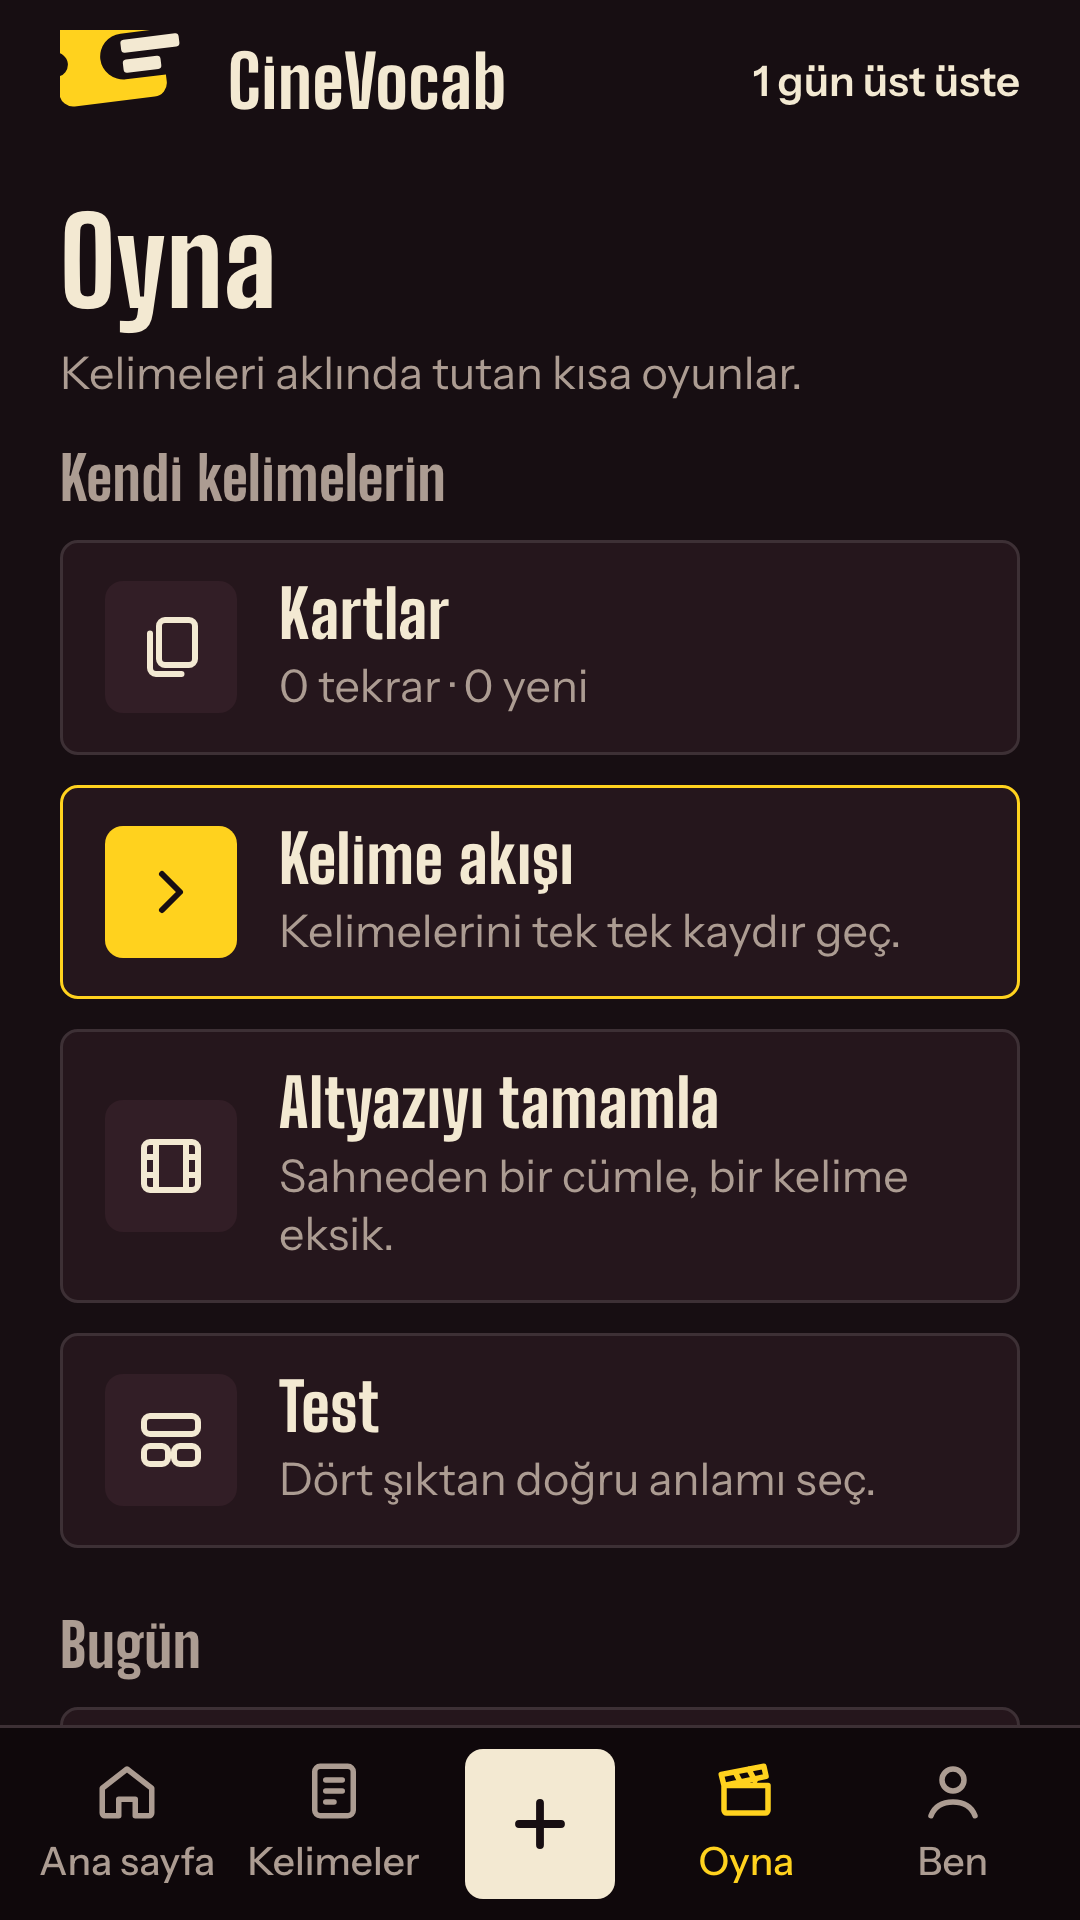 CineVocab
1 gün üst üste
Oyna
Kelimeleri aklında tutan kısa oyunlar.
Kendi kelimelerin
Kartlar
0 tekrar · 0 yeni
Kelime akışı
Kelimelerini tek tek kaydır geç.
Altyazıyı tamamla
Sahneden bir cümle, bir kelime
eksik.
Test
Dört şıktan doğru anlamı seç.
Bugün
Ana sayfa
Kelimeler
Oyna
Ben